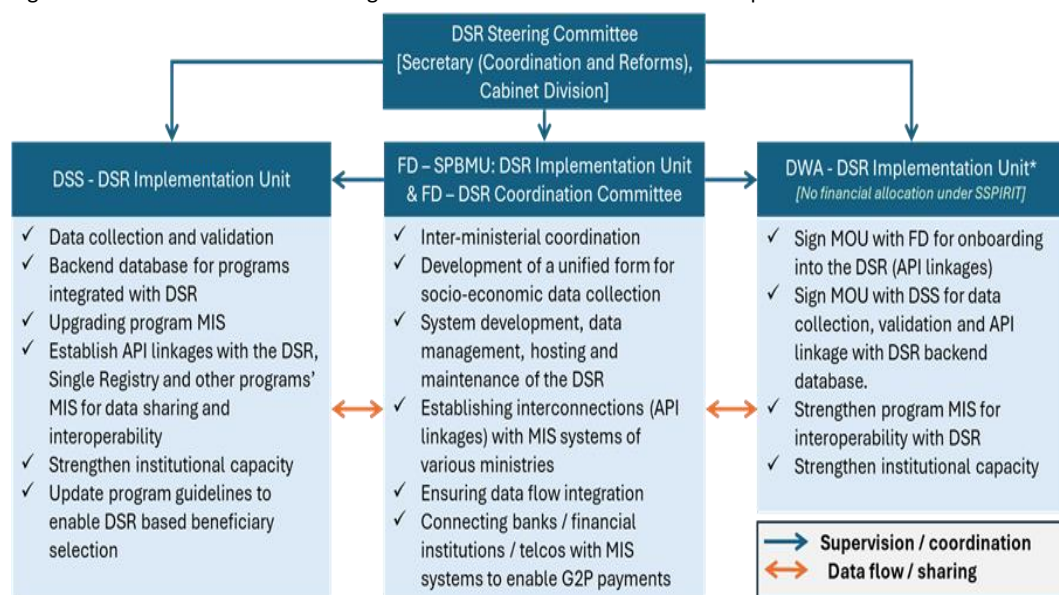 DSR Steering Committee
[Secretary (Coordination and Reforms),
Cabinet Division]
DSS - DSR Implementation Unit
✓ Data collection and validation
✓ Backend database for programs
integrated with DSR
✓ Upgrading program MIS
✓ Establish API linkages with the DSR,
Single Registry and other programs'
MIS for data sharing and
interoperability
✓ Strengthen institutional capacity
✓ Update program guidelines to
enable DSR based beneficiary
selection
FD – SPBMU: DSR Implementation Unit
& FD – DSR Coordination Committee
✓ Inter-ministerial coordination
✓ Development of a unified form for
socio-economic data collection
✓ System development, data
management, hosting and
maintenance of the DSR
✓ Establishing interconnections (API
linkages) with MIS systems of
various ministries
✓ Ensuring data flow integration
✓ Connecting banks / financial
institutions / telcos with MIS
systems to enable G2P payments
DWA - DSR Implementation Unit*
[No financial allocation under SSPIRIT]
✓ Sign MOU with FD for onboarding
into the DSR (API linkages)
✓ Sign MOU with DSS for data
collection, validation and API
linkage with DSR backend
database.
✓ Strengthen program MIS for
interoperability with DSR
✓ Strengthen institutional capacity
Supervision / coordination
Data flow / sharing